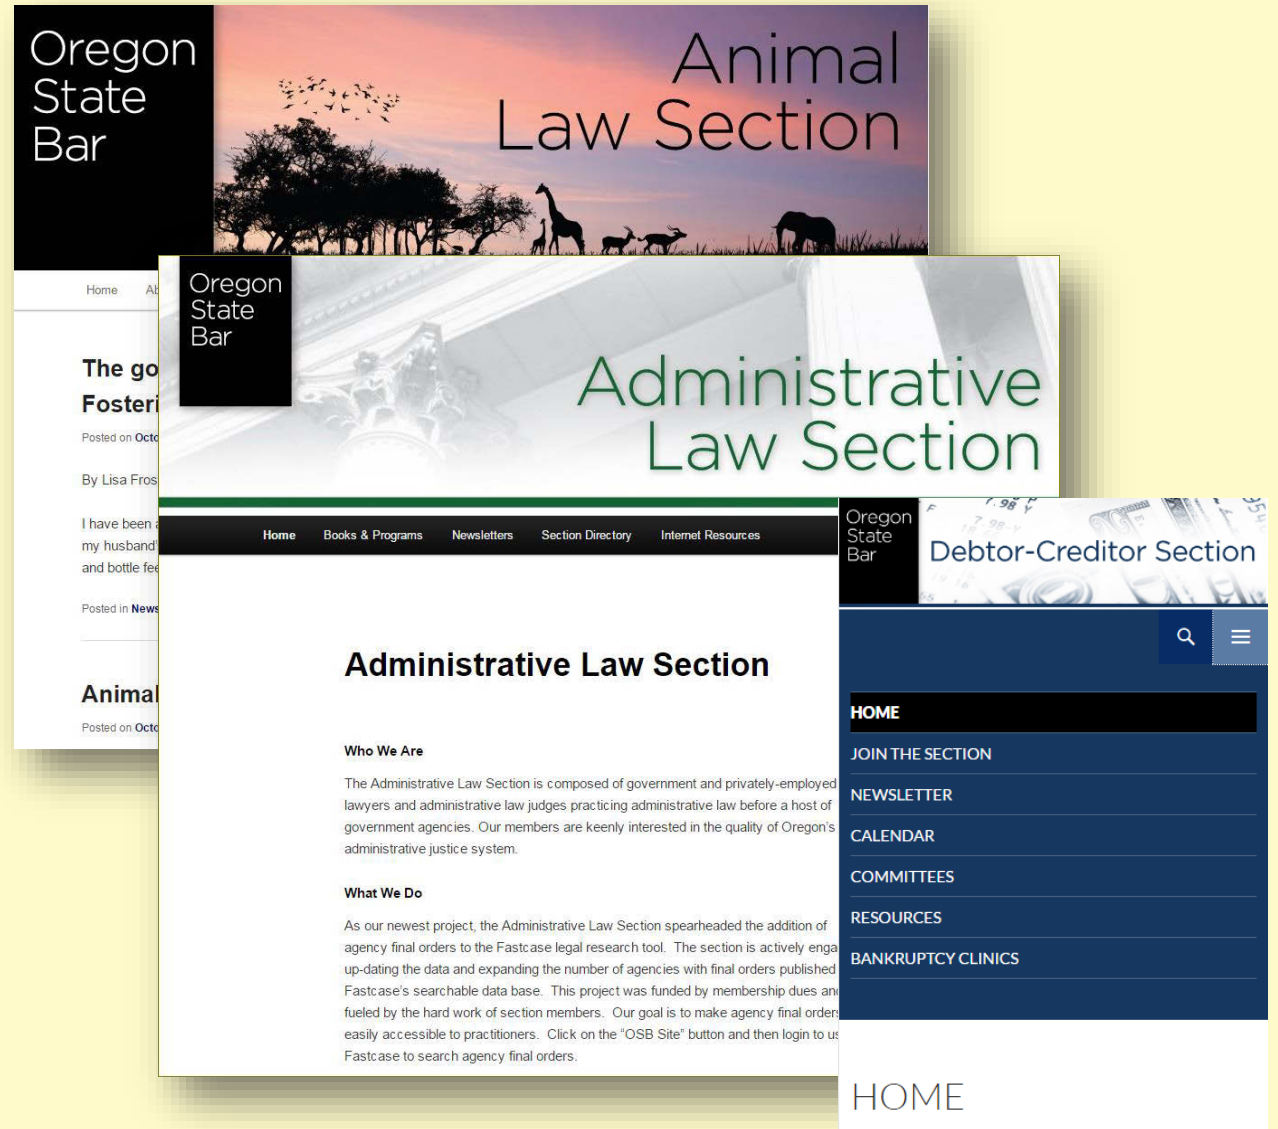 Oregon
State
Bar
Animal
Law Section
Home
The go
Fosteri
Posted on Octo
By Lisa Fros
I have been a
my husband'
and bottle fee
Posted in News
Animal
Posted on Octo
Oregon
State
Bar
Administrative
Law Section
Home Books & Programs Newsletters Section Directory Internet Resources
Administrative Law Section
Who We Are
The Administrative Law Section is composed of government and privately-employed
lawyers and administrative law judges practicing administrative law before a host of
government agencies. Our members are keenly interested in the quality of Oregon's
administrative justice system.
What We Do
As our newest project, the Administrative Law Section spearheaded the addition of
agency final orders to the Fastcase legal research tool. The section is actively enga
up-dating the data and expanding the number of agencies with final orders published
Fastcase's searchable data base. This project was funded by membership dues and
fueled by the hard work of section members. Our goal is to make agency final orders
easily accessible to practitioners. Click on the “OSB Site” button and then login to us
Fastcase to search agency final orders.
Oregon
State
Bar
Debtor-Creditor Section
HOME
JOIN THE SECTION
NEWSLETTER
CALENDAR
COMMITTEES
RESOURCES
BANKRUPTCY CLINICS
HOME